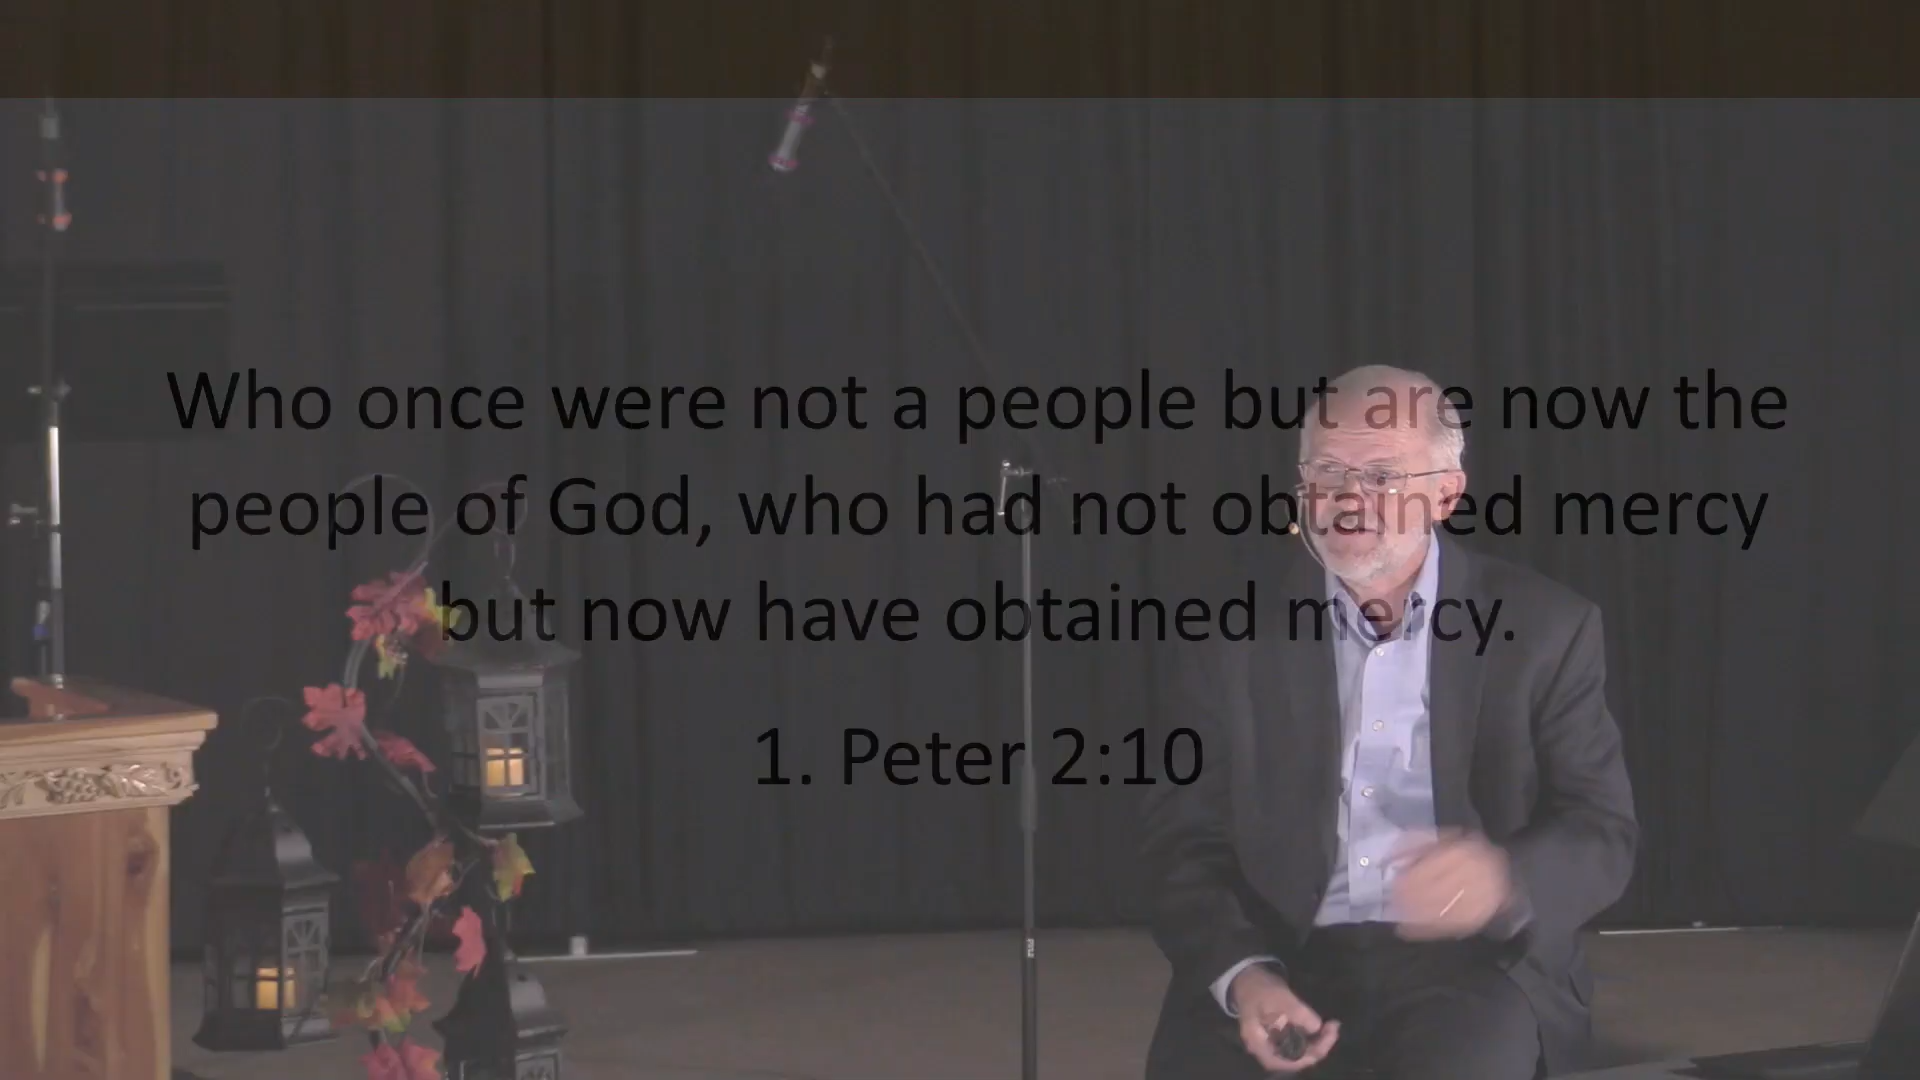 Who once were not a people but are now the
people of God, who had not obtained mercy
but now have obtained mercy.
1. Peter 2:10